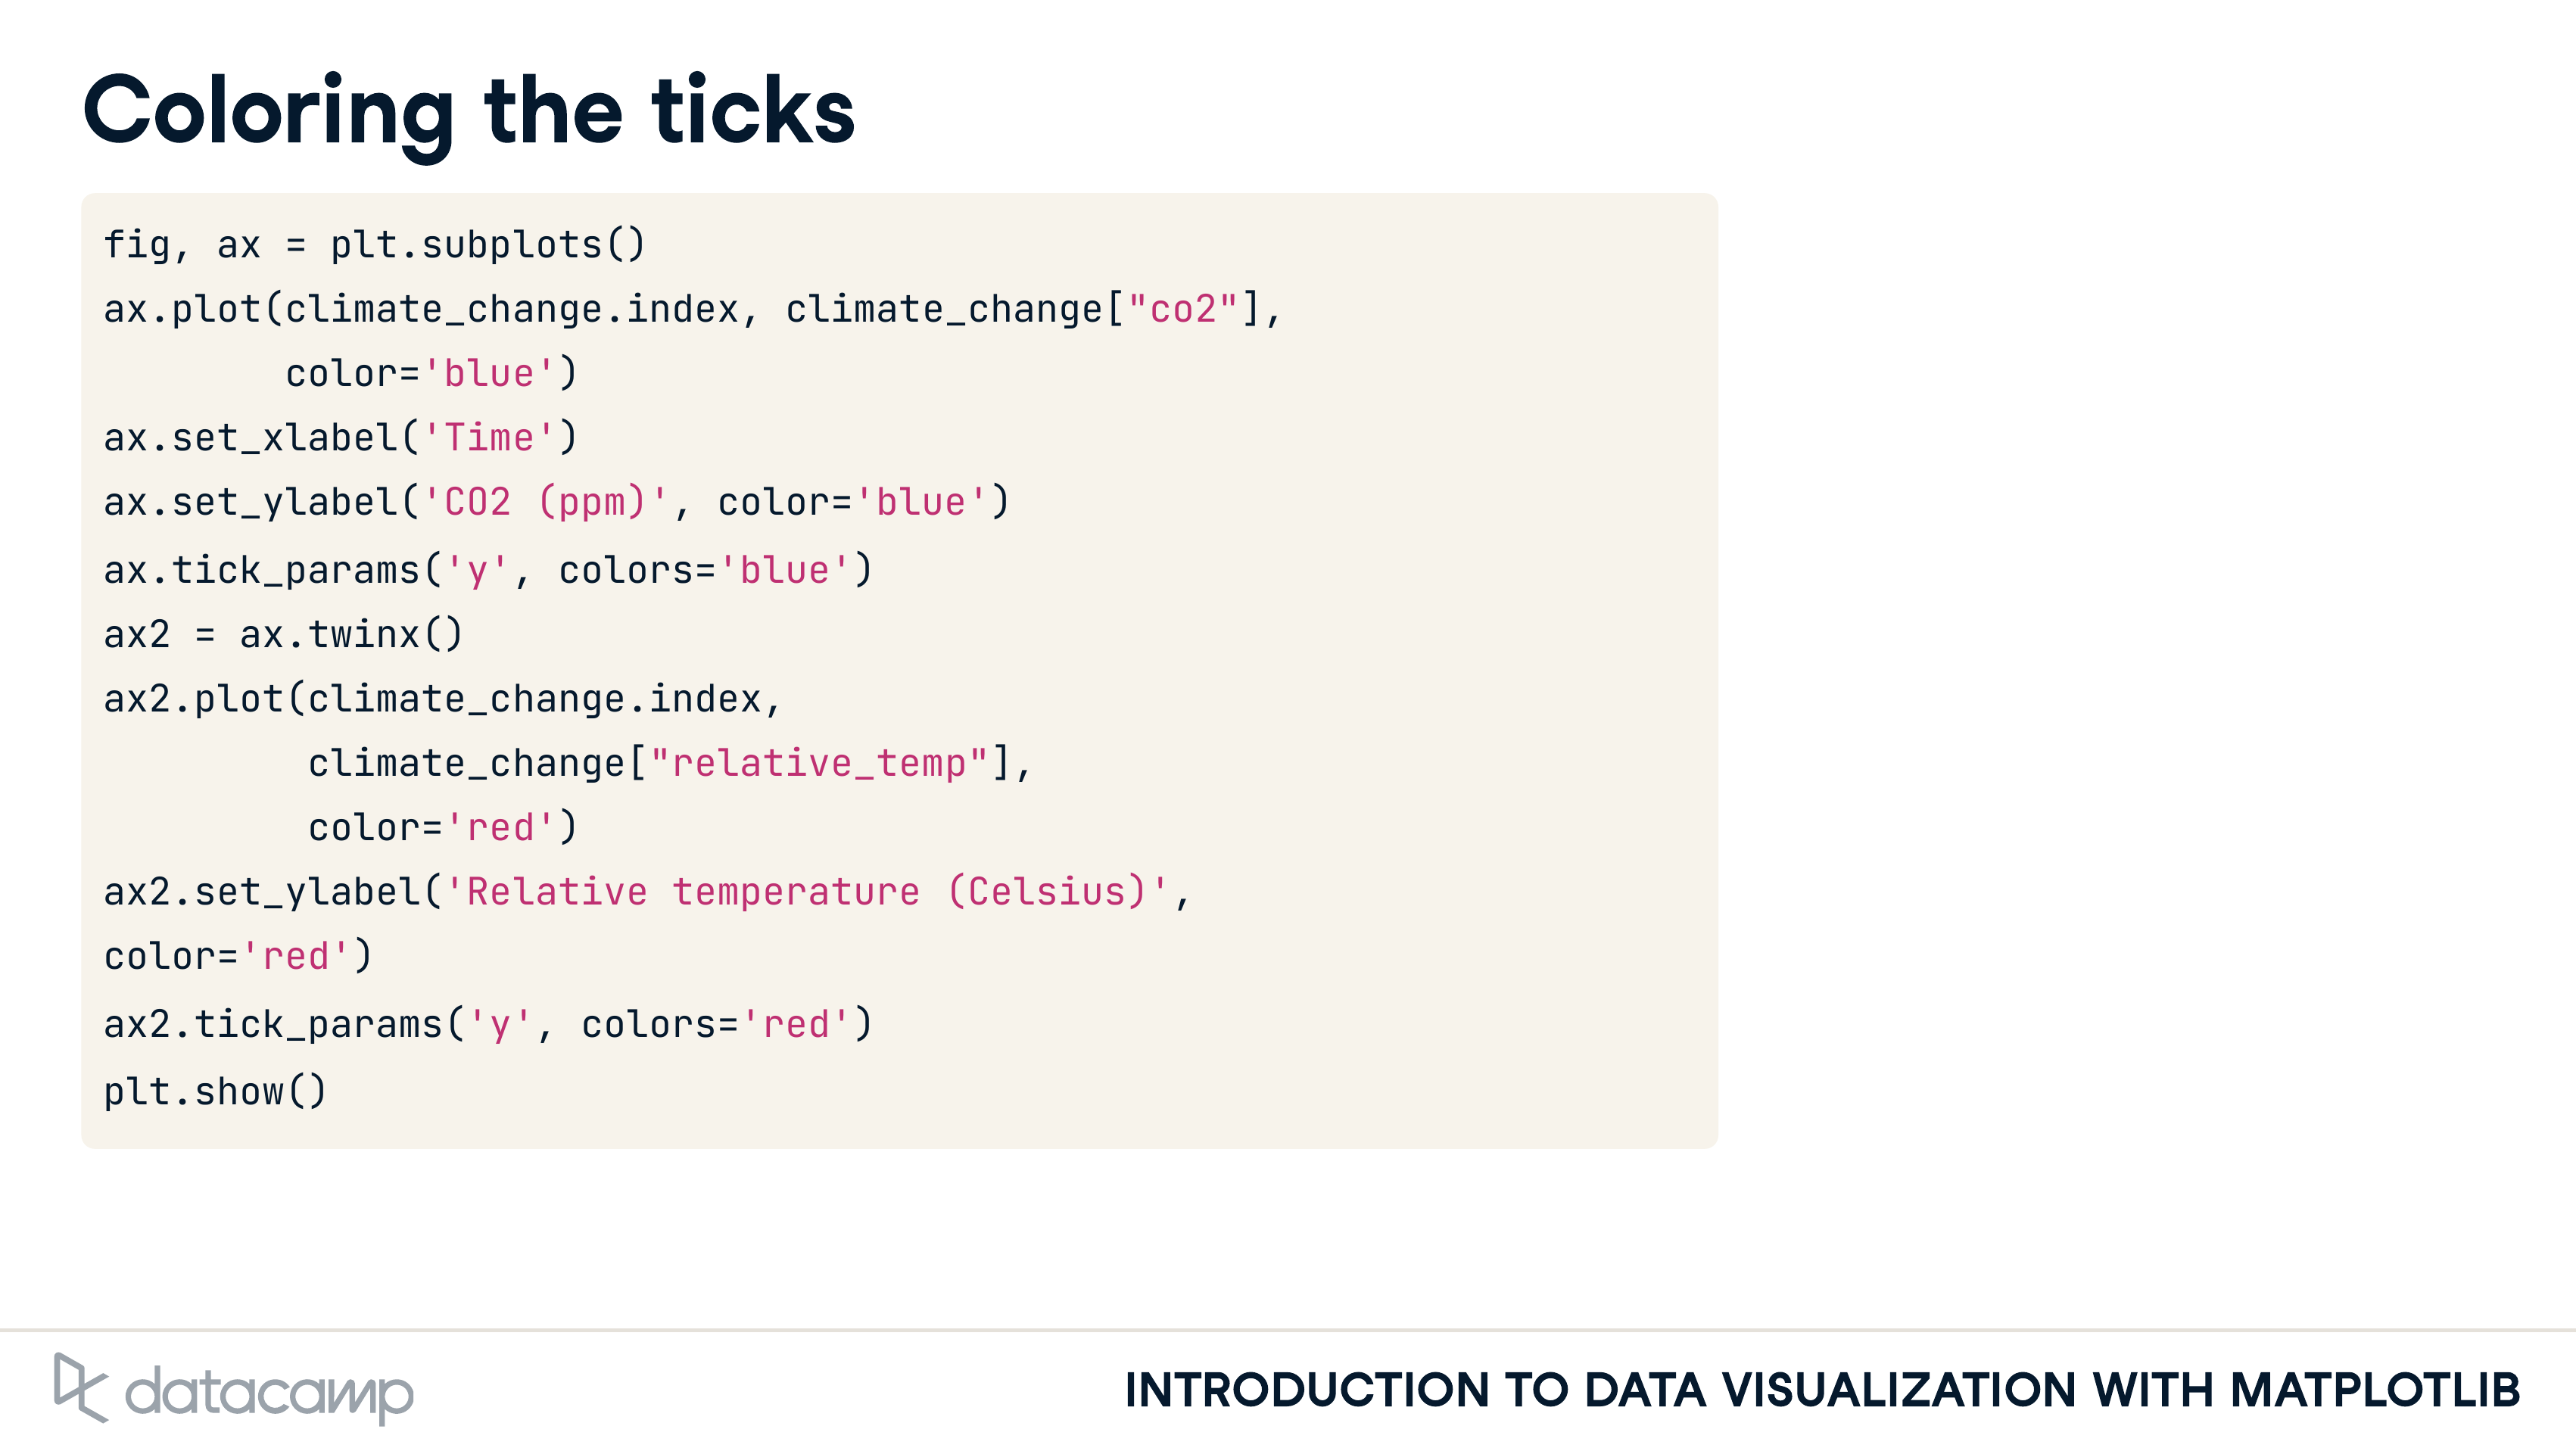 Coloring the ticks
fig, ax = plt.subplots()
ax.plot(climate_change.index, climate_change["co2"],
        color='blue')
ax.set_xlabel('Time')
ax.set_ylabel('CO2 (ppm)', color='blue')
ax.tick_params('y', colors='blue')
ax2 = ax.twinx()
ax2.plot(climate_change.index,
         climate_change["relative_temp"],
         color='red')
ax2.set_ylabel('Relative temperature (Celsius)',
color='red')
ax2.tick_params('y', colors='red')
plt.show()
datacamp
INTRODUCTION TO DATA VISUALIZATION WITH MATPLOTLIB